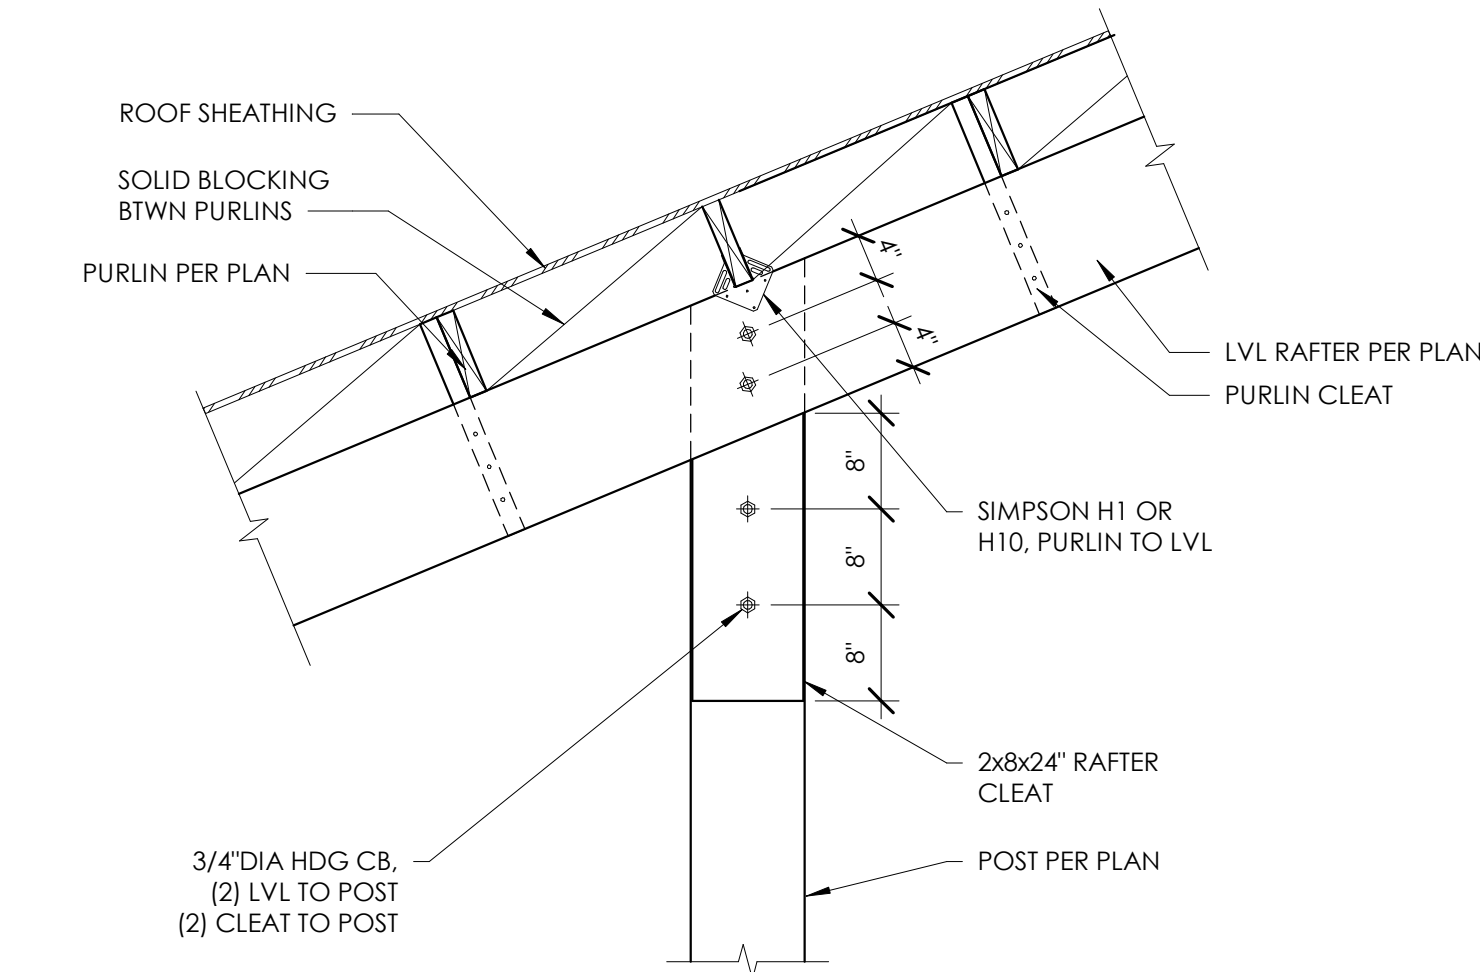 ROOF SHEATHING
SOLID BLOCKING
BTWN PURLINS
PURLIN PER PLAN
4"
4"
LVL RAFTER PER PLAN
PURLIN CLEAT
8"
8"
8"
SIMPSON H1 OR
H10, PURLIN TO LVL
2x8x24" RAFTER
CLEAT
3/4"DIA HDG CB,
(2) LVL TO POST
(2) CLEAT TO POST
POST PER PLAN